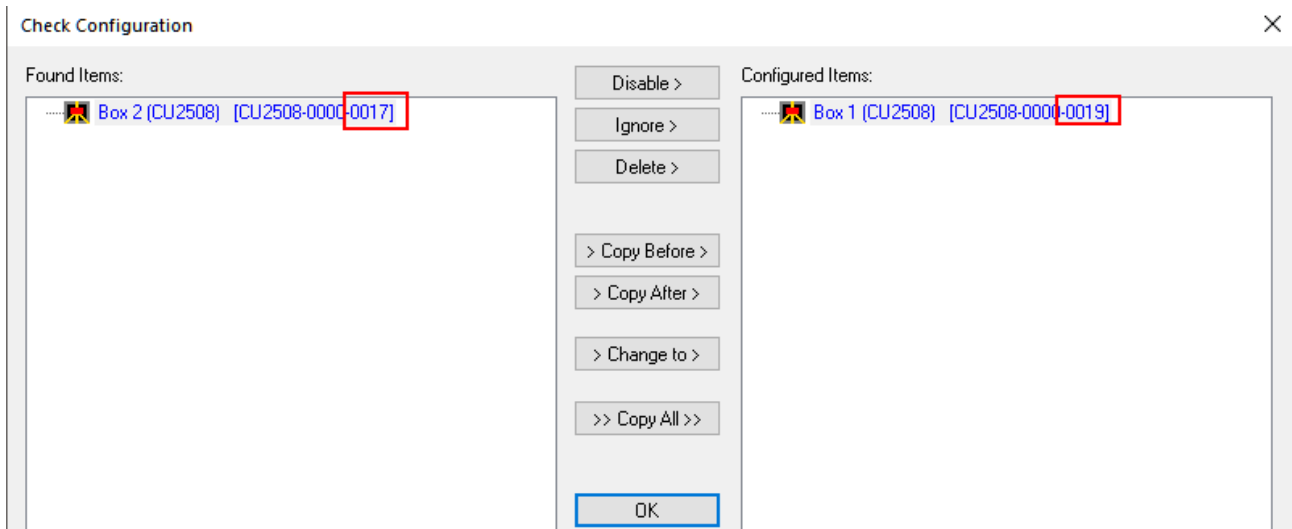 Check Configuration
Found Items:
Box 2 (CU2508) [CU2508-0000-0017]
Disable >
Ignore >
Delete >
> Copy Before >
> Copy After >
> Change to >
>> Copy All >>
OK
Configured Items:
Box 1 (CU2508) [CU2508-0000-0019]